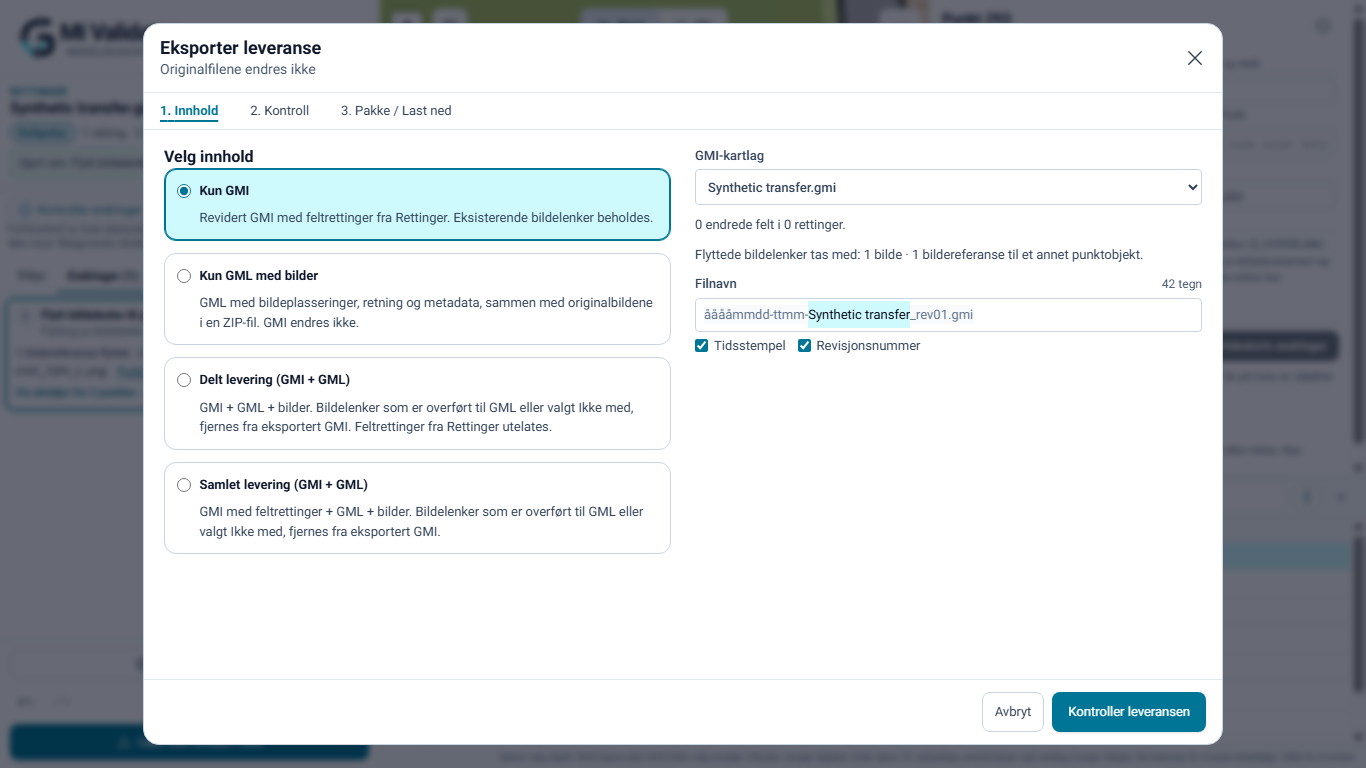 Eksporter leveranse
Originalfilene endres ikke
1. Innhold
2. Kontroll
3. Pakke / Last ned
Velg innhold
Kun GMI
Revidert GMI med feltrettinger fra Rettinger. Eksisterende bildelenker beholdes.
Kun GML med bilder
GML med bildeplasseringer, retning og metadata, sammen med originalbildene
i en ZIP-fil. GMI endres ikke.
Delt levering (GMI + GML)
GMI + GML + bilder. Bildelenker som er overført til GML eller valgt Ikke med,
fjernes fra eksportert GMI. Feltrettinger fra Rettinger utelates.
Samlet levering (GMI + GML)
GMI med feltrettinger + GML + bilder. Bildelenker som er overført til GML eller
valgt Ikke med, fjernes fra eksportert GMI.
GMI-kartlag
Synthetic transfer.gmi
0 endrede felt i 0 rettinger.
Flyttede bildelenker tas med: 1 bilde · 1 bildereferanse til et annet punktobjekt.
Filnavn
42 tegn
ååååmmdd-ttmm-Synthetic transfer_rev01.gmi
Tidsstempel
Revisjonsnummer
Avbryt
Kontroller leveransen